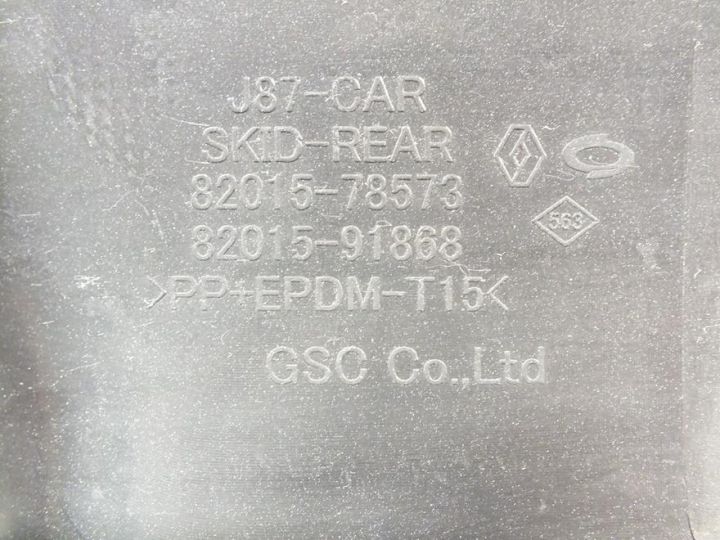 J87-CAR
SKID-REAR
82015-78573
563
82015-91868
>PP+EPDM-T15<
GSC Co.,Ltd